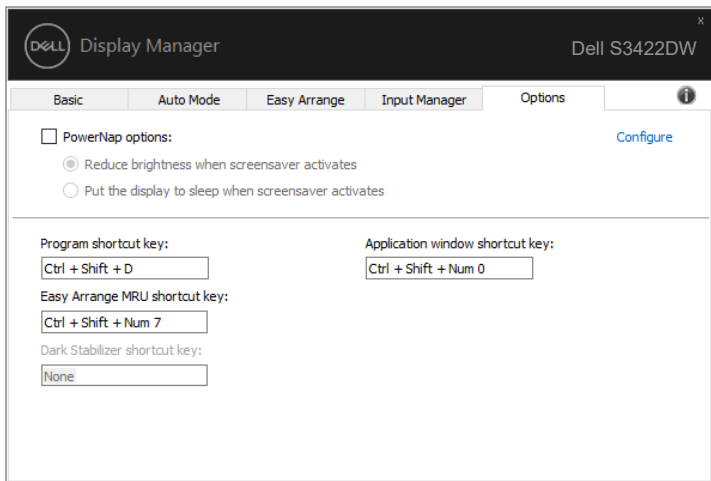 x
DELL Display Manager
Dell S3422DW
Basic Auto Mode Easy Arrange Input Manager Options
PowerNap options: Configure
Reduce brightness when screensaver activates
Put the display to sleep when screensaver activates
Program shortcut key: Application window shortcut key:
Ctrl + Shift + D Ctrl + Shift + Num 0
Easy Arrange MRU shortcut key:
Ctrl + Shift + Num 7
Dark Stabilizer shortcut key:
None